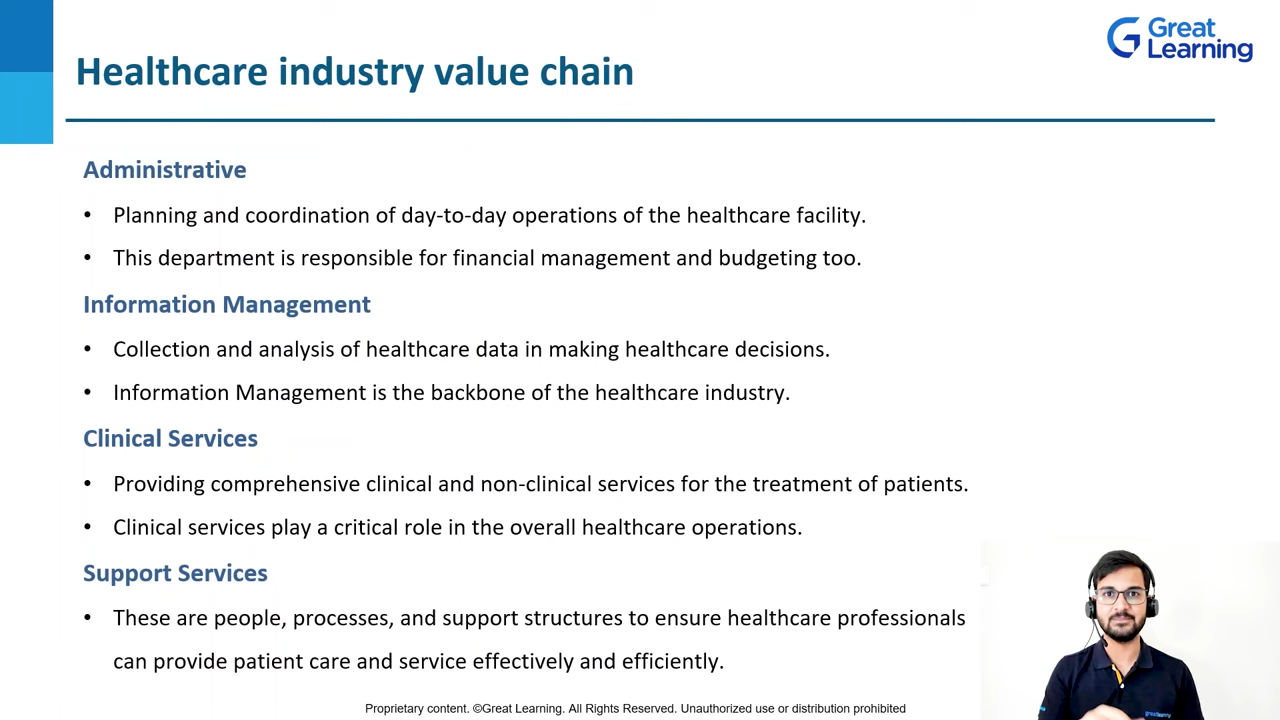 Great
Learning
Healthcare industry value chain
Administrative
• Planning and coordination of day-to-day operations of the healthcare facility.
• This department is responsible for financial management and budgeting too.
Information Management
• Collection and analysis of healthcare data in making healthcare decisions.
• Information Management is the backbone of the healthcare industry.
Clinical Services
• Providing comprehensive clinical and non-clinical services for the treatment of patients.
• Clinical services play a critical role in the overall healthcare operations.
Support Services
• These are people, processes, and support structures to ensure healthcare professionals
can provide patient care and service effectively and efficiently.
greatlearning
Proprietary content. ©Great Learning. All Rights Reserved. Unauthorized use or distribution prohibited